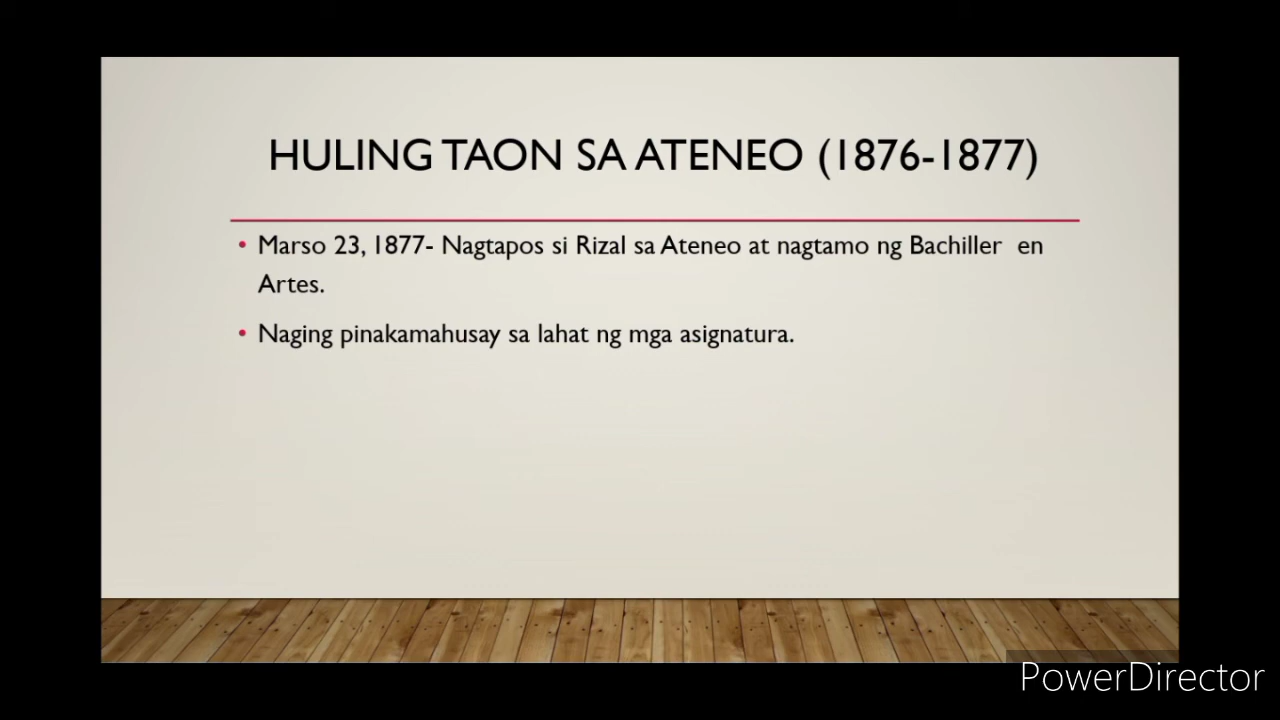 HULING TAON SA ATENEO (1876-1877)
• Marso 23, 1877- Nagtapos si Rizal sa Ateneo at nagtamo ng Bachiller en
Artes.
• Naging pinakamahusay sa lahat ng mga asignatura.
PowerDirector